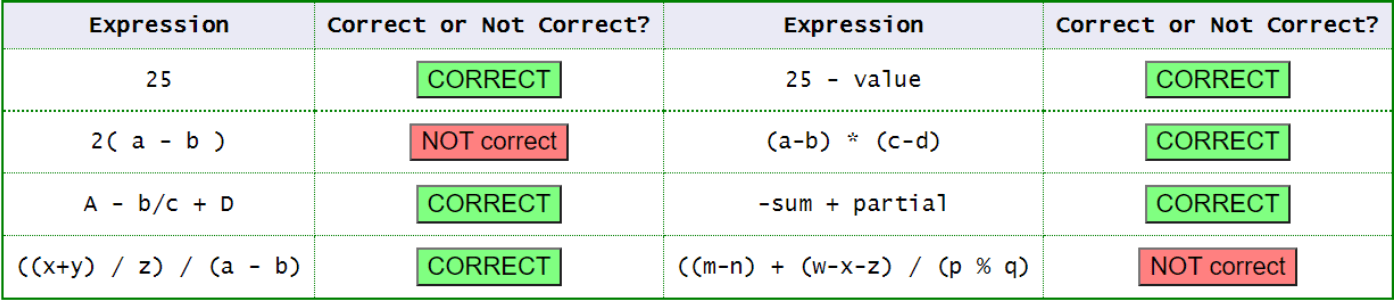 Expression Correct or Not Correct? Expression Correct or Not Correct?
25 CORRECT 25 - value CORRECT
2( a - b ) NOT correct (a-b) * (c-d) CORRECT
A - b/c + D CORRECT -sum + partial CORRECT
((x+y) / z) / (a - b) CORRECT ((m-n) + (w-x-z) / (p % q) NOT correct